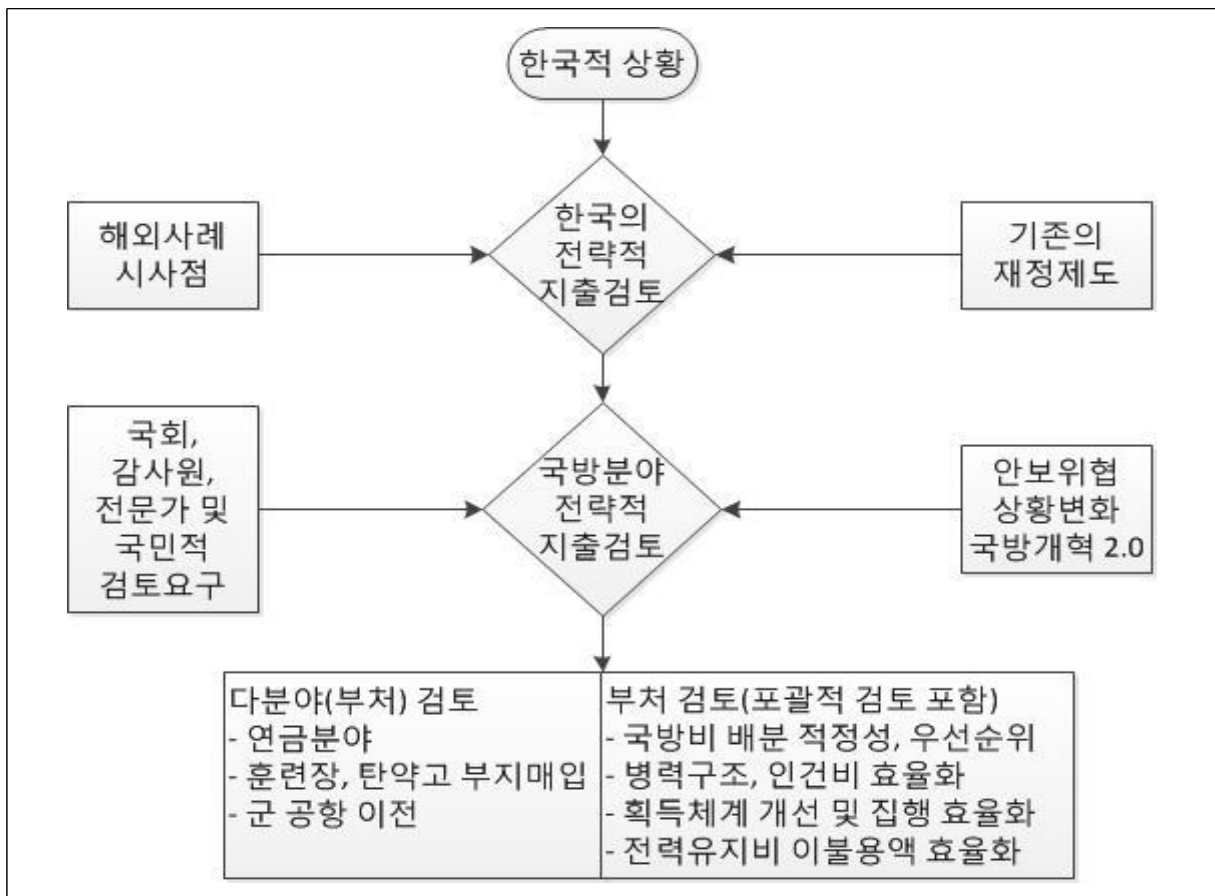 한국적 상황
해외사례
시사점
한국의
전략적
지출검토
기존의
재정제도
국회,
감사원,
전문가 및
국민적
검토요구
국방분야
전략적
지출검토
안보위협
상황변화
국방개혁 2.0
다분야(부처) 검토
- 연금분야
- 훈련장, 탄약고 부지매입
- 군 공항 이전
부처 검토(포괄적 검토 포함)
- 국방비 배분 적정성, 우선순위
- 병력구조, 인건비 효율화
- 획득체계 개선 및 집행 효율화
- 전력유지비 이불용액 효율화